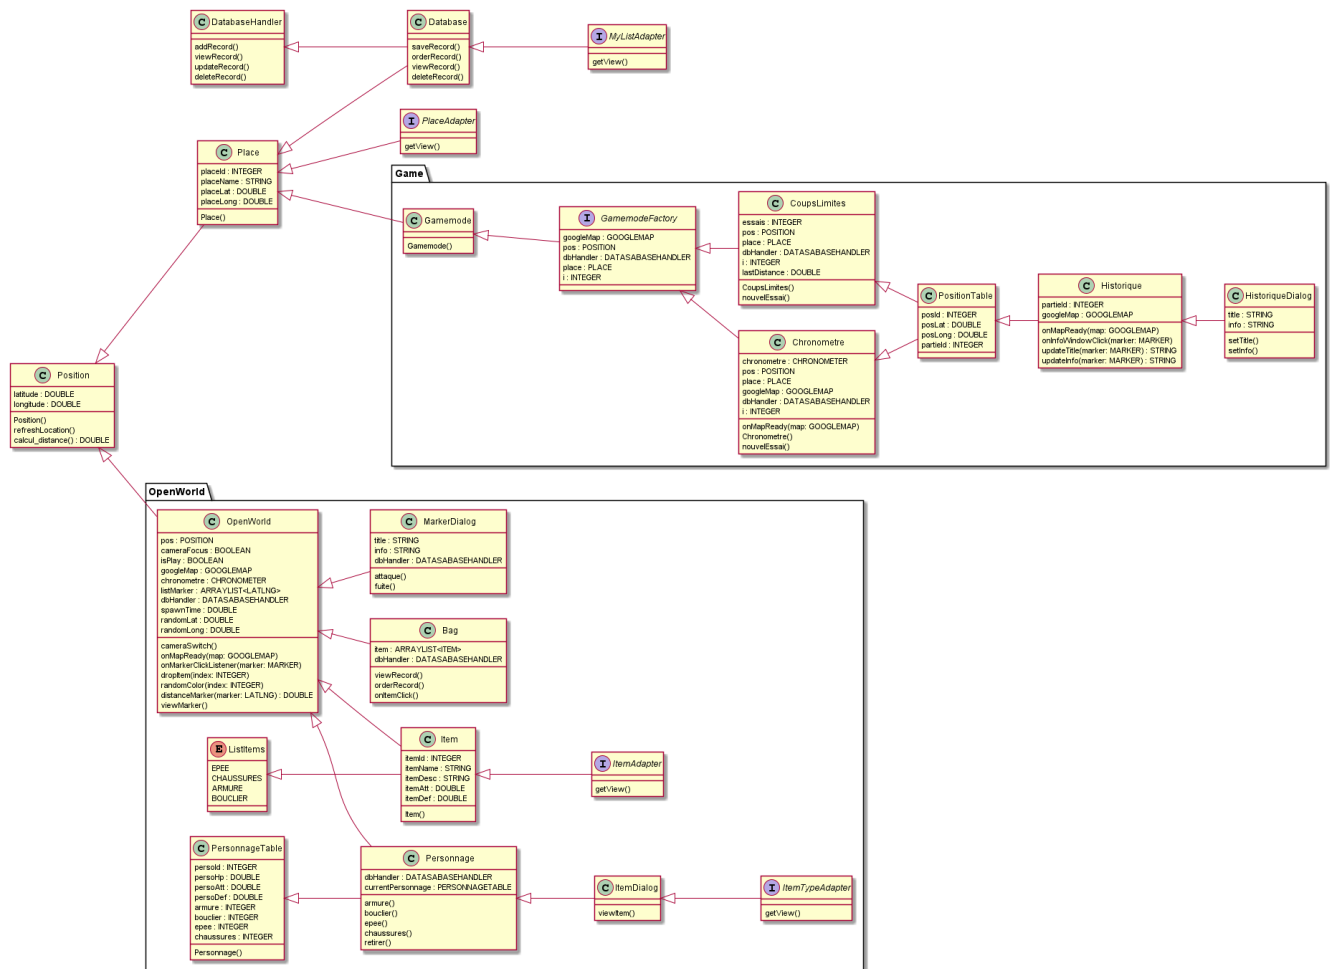 C DatabaseHandler
addRecord()
viewRecord()
updateRecord()
deleteRecord()
C Database
saveRecord()
orderRecord()
viewRecord()
deleteRecord()
I MyListAdapter
getView()
I PlaceAdapter
getView()
C Place
placeId : INTEGER
placeName : STRING
placeLat : DOUBLE
placeLong : DOUBLE
Place()
Game
C Gamemode
Gamemode()
I GamemodeFactory
googleMap : GOOGLEMAP
pos : POSITION
dbHandler : DATASABASEHANDLER
place : PLACE
i : INTEGER
C CoupsLimites
essais : INTEGER
pos : POSITION
place : PLACE
dbHandler : DATASABASEHANDLER
i : INTEGER
lastDistance : DOUBLE
CoupsLimites()
nouvelEssai()
C Chronometre
chronometre : CHRONOMETER
pos : POSITION
place : PLACE
googleMap : GOOGLEMAP
dbHandler : DATASABASEHANDLER
i : INTEGER
onMapReady(map: GOOGLEMAP)
Chronometre()
nouvelEssai()
C PositionTable
posId : INTEGER
posLat : DOUBLE
posLong : DOUBLE
partieId : INTEGER
C Historique
partieId : INTEGER
googleMap : GOOGLEMAP
onMapReady(map: GOOGLEMAP)
onInfoWindowClick(marker: MARKER)
updateTitle(marker: MARKER) : STRING
updateInfo(marker: MARKER) : STRING
C HistoriqueDialog
title : STRING
info : STRING
setTitle()
setInfo()
C Position
latitude : DOUBLE
longitude : DOUBLE
Position()
refreshLocation()
calcul_distance() : DOUBLE
OpenWorld
C OpenWorld
pos : POSITION
cameraFocus : BOOLEAN
isPlay : BOOLEAN
googleMap : GOOGLEMAP
chronometre : CHRONOMETER
listMarker : ARRAYLIST<LATLNG>
dbHandler : DATASABASEHANDLER
spawnTime : DOUBLE
randomLat : DOUBLE
randomLong : DOUBLE
cameraSwitch()
onMapReady(map: GOOGLEMAP)
onMarkerClickListener(marker: MARKER)
dropItem(index: INTEGER)
randomColor(index: INTEGER)
distanceMarker(marker: LATLNG) : DOUBLE
viewMarker()
C MarkerDialog
title : STRING
info : STRING
dbHandler : DATASABASEHANDLER
attaque()
fuite()
C Bag
item : ARRAYLIST<ITEM>
dbHandler : DATASABASEHANDLER
viewRecord()
orderRecord()
onItemClick()
E ListItems
EPEE
CHAUSSURES
ARMURE
BOUCLIER
C Item
itemId : INTEGER
itemName : STRING
itemDesc : STRING
itemAtt : DOUBLE
itemDef : DOUBLE
Item()
I ItemAdapter
getView()
C PersonnageTable
persoId : INTEGER
persoHp : DOUBLE
persoAtt : DOUBLE
persoDef : DOUBLE
armure : INTEGER
bouclier : INTEGER
epee : INTEGER
chaussures : INTEGER
Personnage()
C Personnage
dbHandler : DATASABASEHANDLER
currentPersonnage : PERSONNAGETABLE
armure()
bouclier()
epee()
chaussures()
retirer()
C ItemDialog
viewItem()
I ItemTypeAdapter
getView()